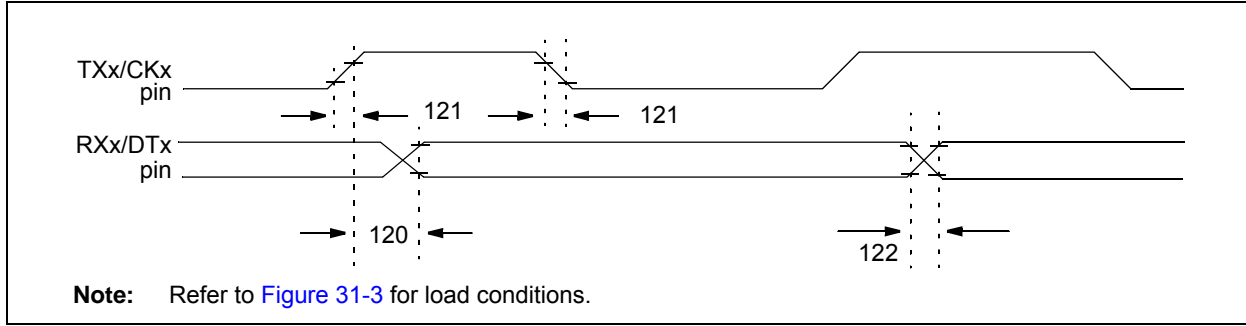 TXx/CKx
pin
121
121
RXx/DTx
pin
120
122
Note: Refer to Figure 31-3 for load conditions.